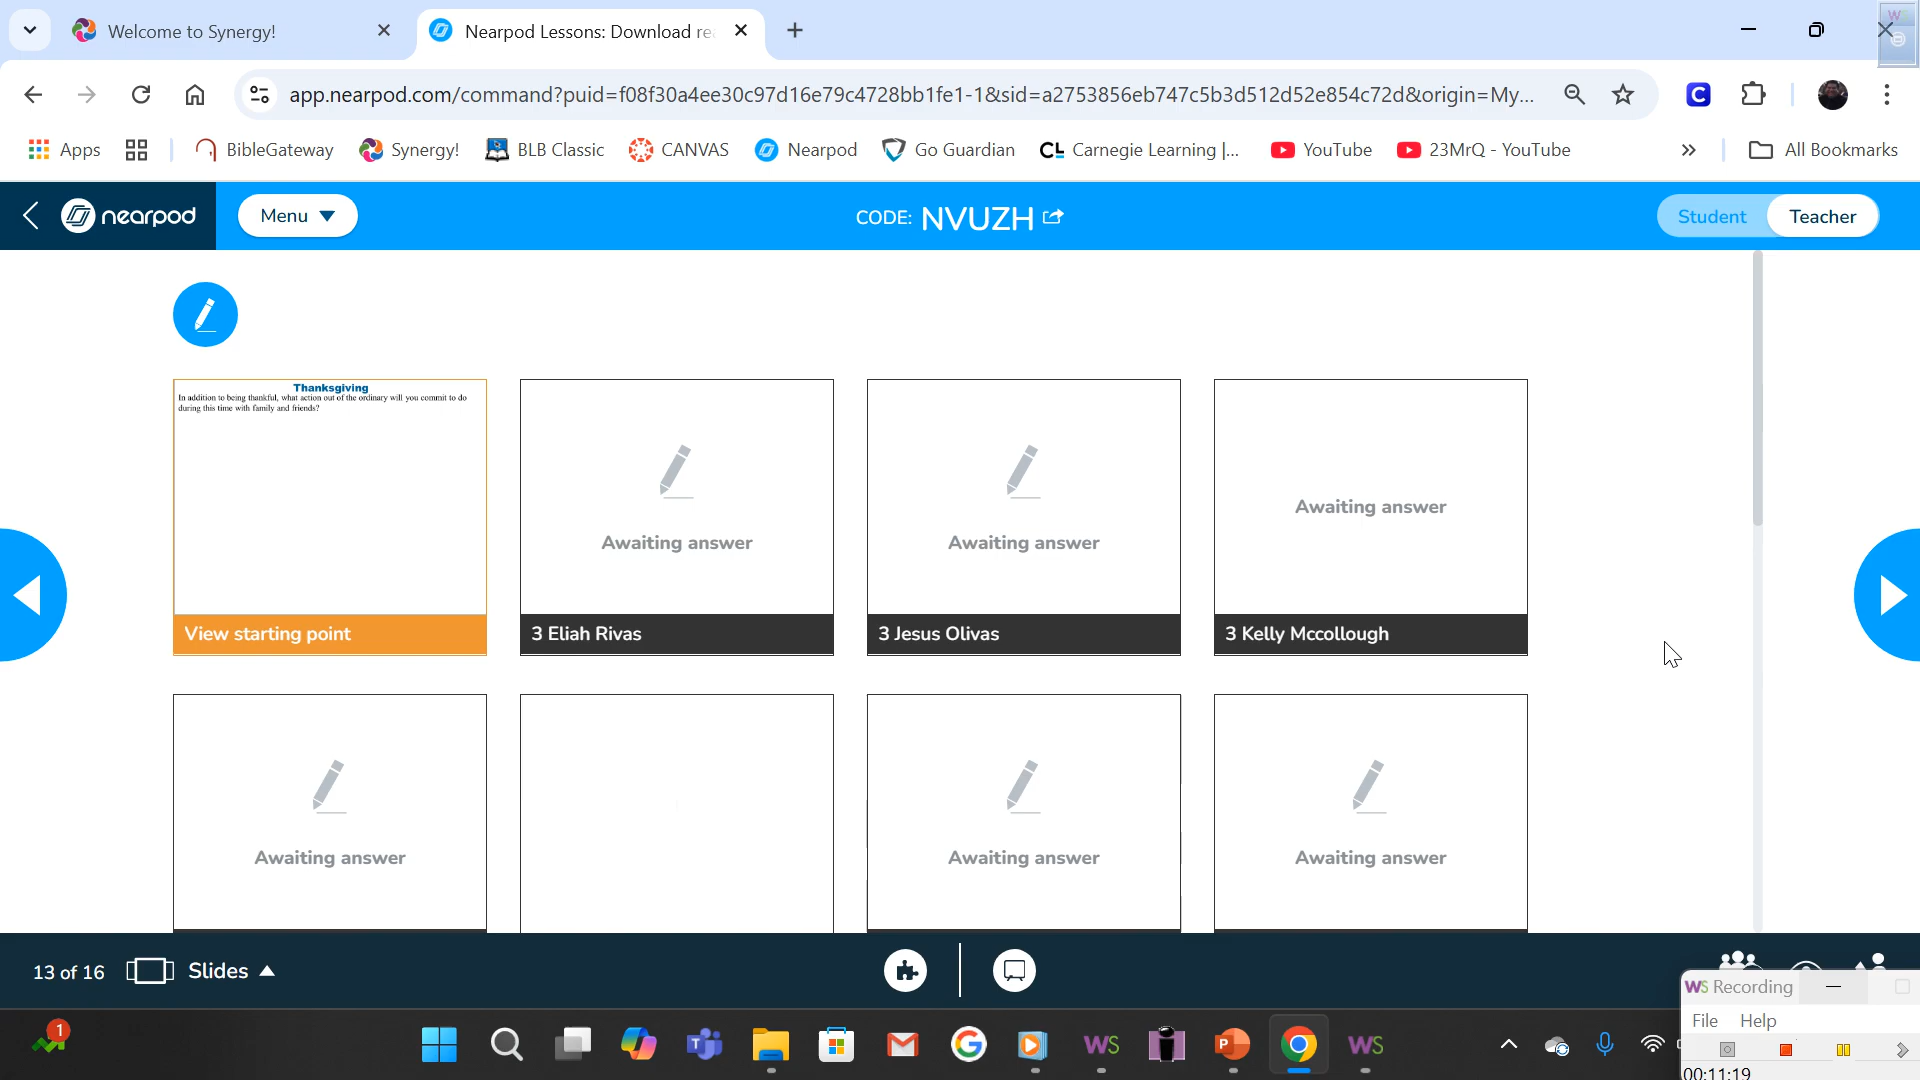 Welcome to Synergy!
Nearpod Lessons: Download re
app.nearpod.com/command?puid=f08f30a4ee30c97d16e79c4728bb1fe1-1&sid=a2753856eb747c5b3d512d52e854c72d&origin=My...
Apps
BibleGateway
Synergy!
BLB Classic
CANVAS
Nearpod
Go Guardian
CL Carnegie Learning |...
YouTube
23MrQ - YouTube
All Bookmarks
nearpod
Menu
CODE: NVUZH
Student
Teacher
Thanksgiving
In addition to being thankful, what action out of the ordinary will you commit to do
during this time with family and friends?
Awaiting answer
Awaiting answer
Awaiting answer
View starting point
3 Eliah Rivas
3 Jesus Olivas
3 Kelly Mccollough
Awaiting answer
Awaiting answer
Awaiting answer
13 of 16
Slides
WS Recording
File Help
00:11:19
1
WS
WS